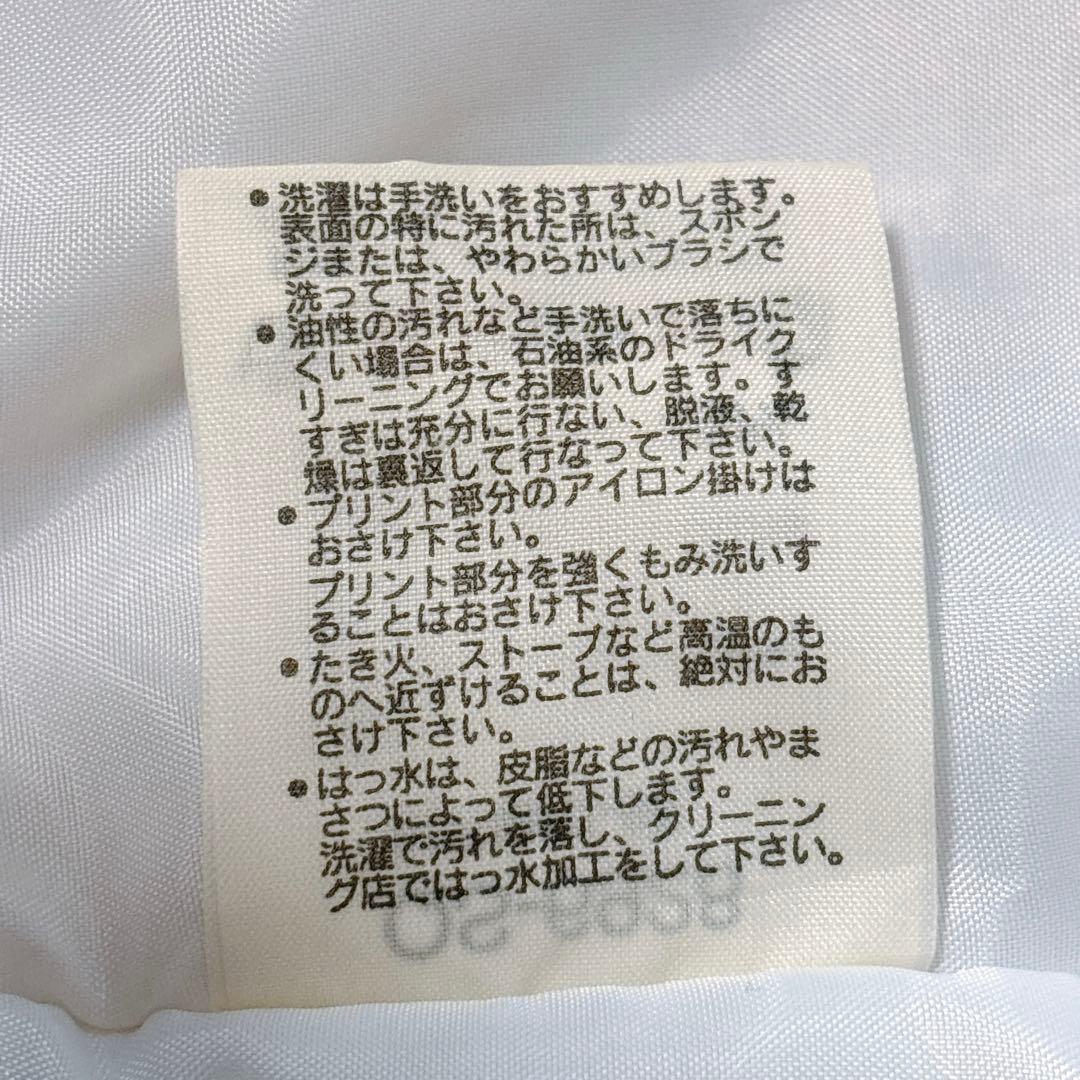 • 洗濯は手洗いをおすすめします。
表面の特に汚れた所は、スポン
ジまたは、やわらかいブラシで
洗って下さい。
• 油性の汚れなど手洗いで落ちに
くい場合は、石油系のドライク
リーニングでお願いします。す
すぎは充分に行ない、脱液、乾
燥は裏返して行なって下さい。
• プリント部分のアイロン掛けは
おさけ下さい。
プリント部分を強くもみ洗いす
ることはおさけ下さい。
• たき火、ストーブなど高温のも
のへ近ずけることは、絶対にお
さけ下さい。
• はっ水は、皮脂などの汚れやま
さつによって低下します。
洗濯で汚れを落し、クリーニン
グ店ではっ水加工をして下さい。